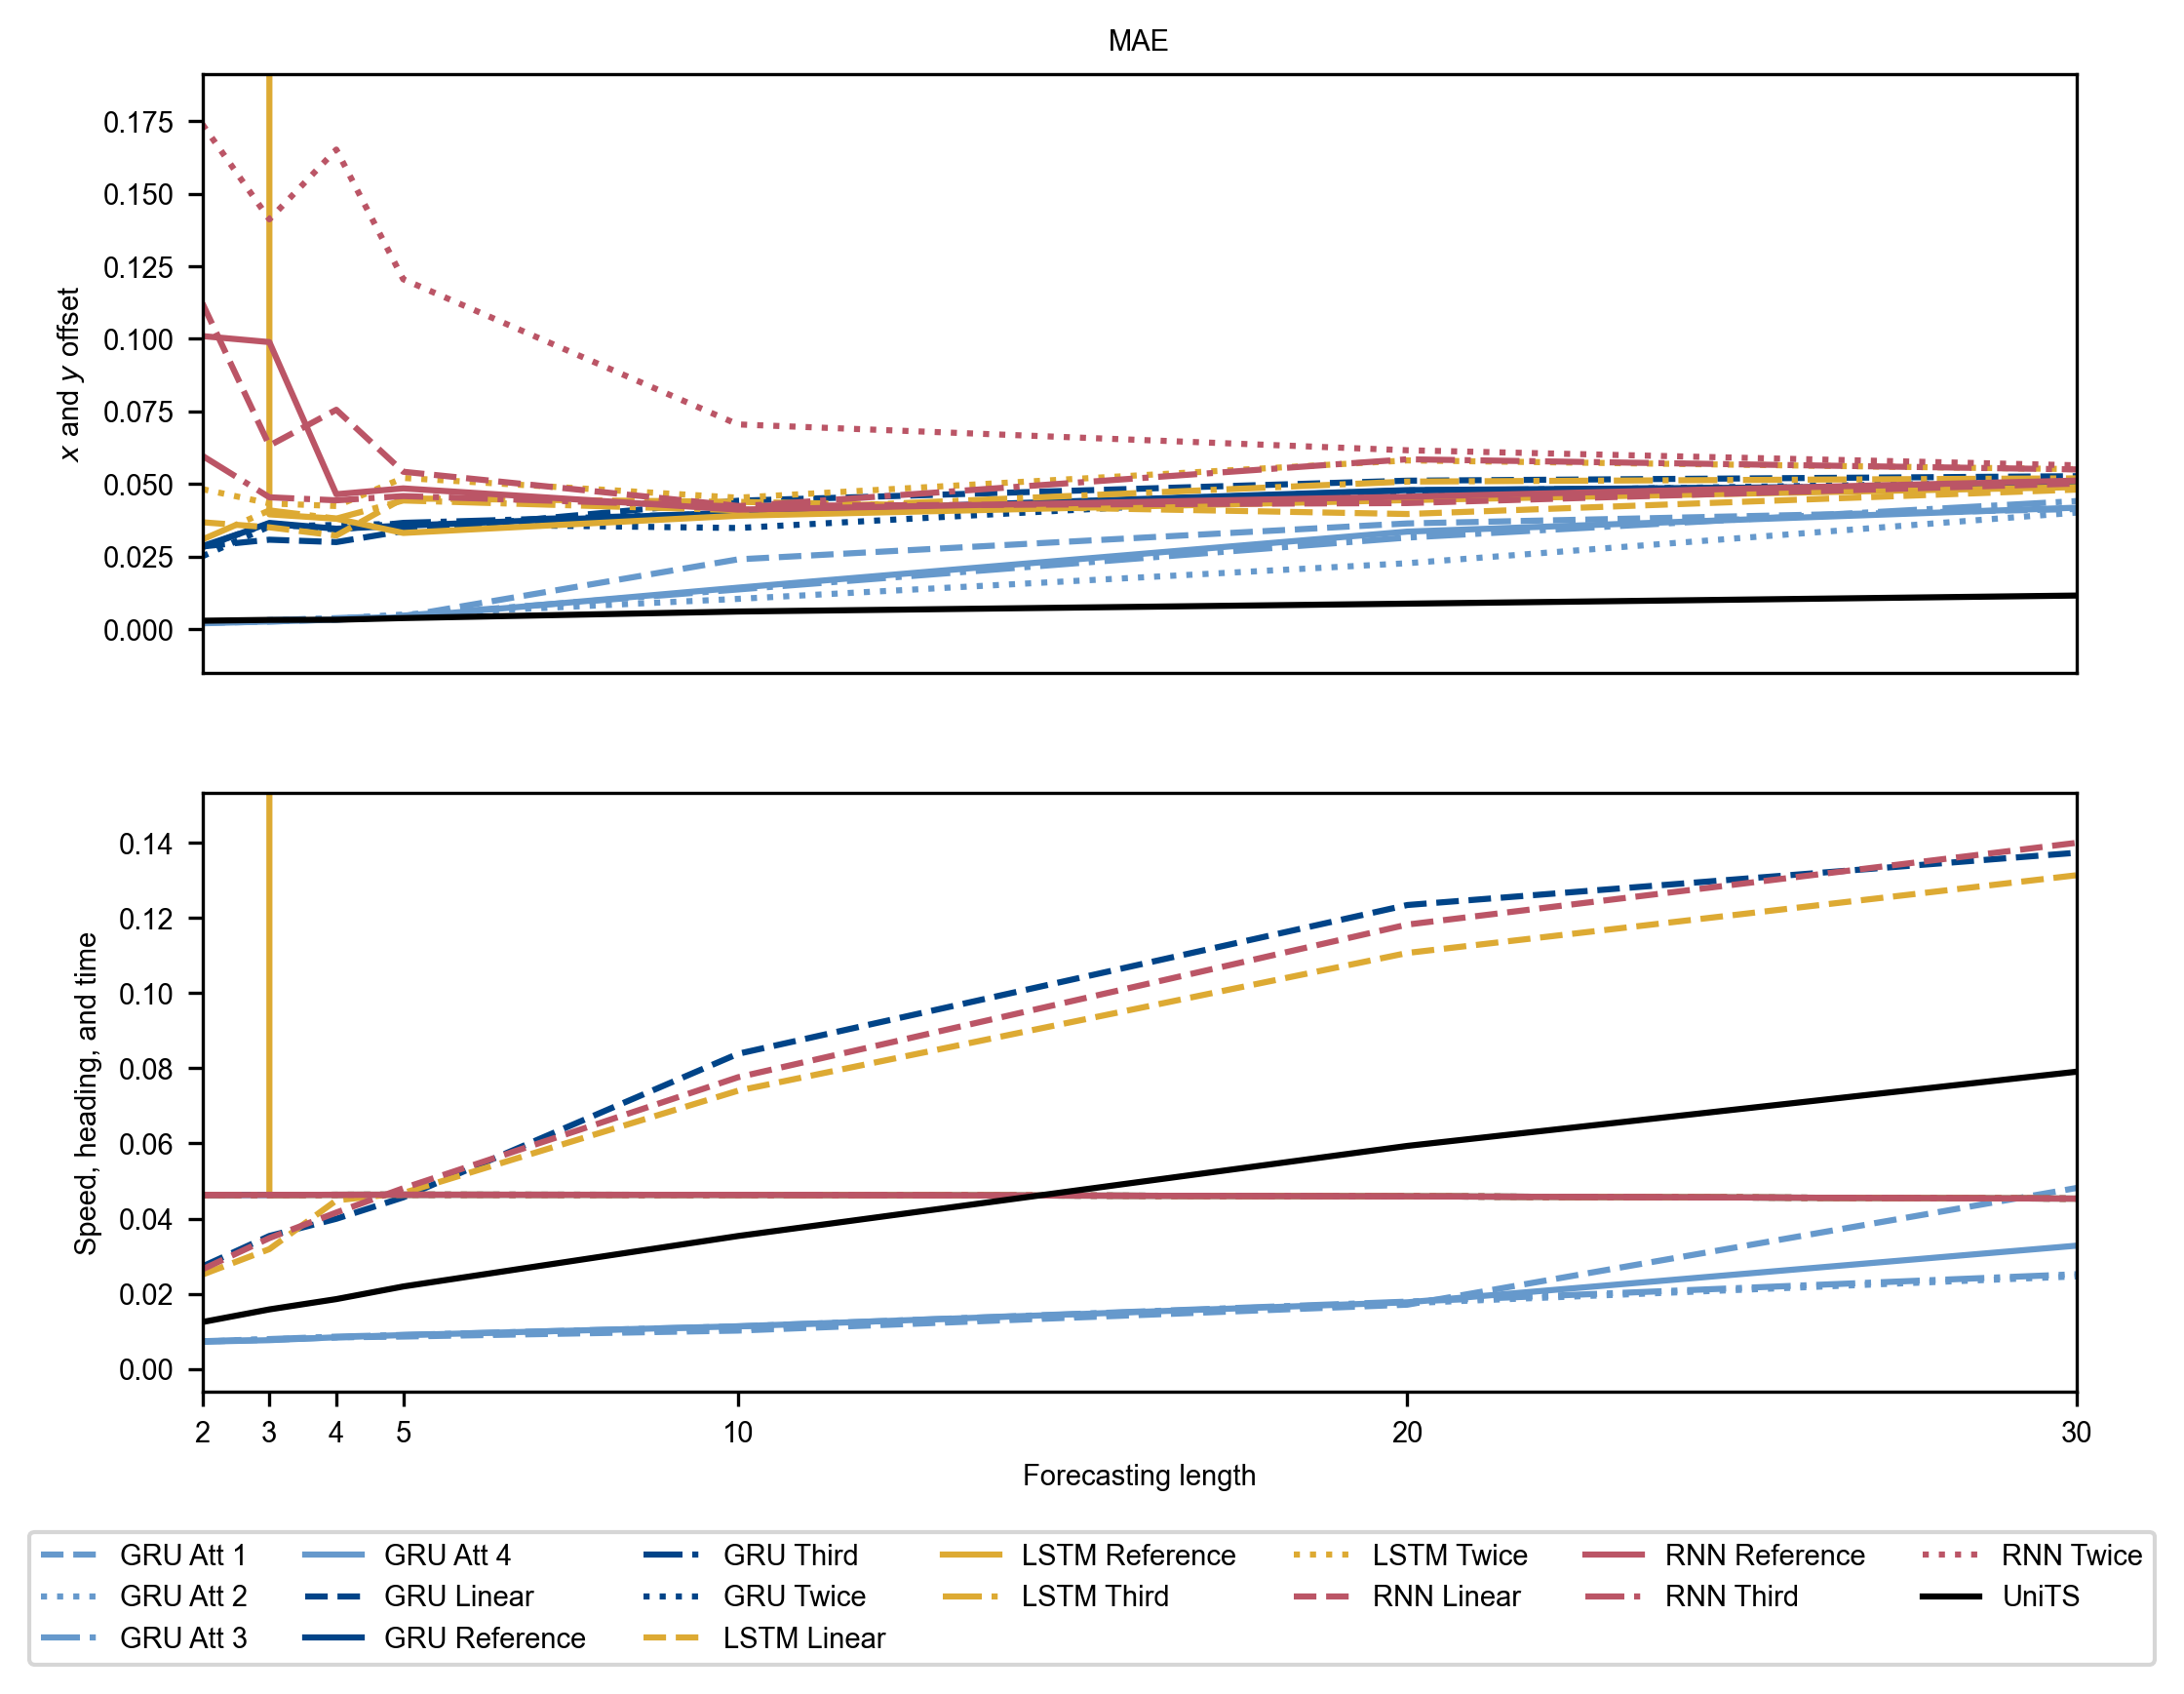 MAE
0.175
0.150
0.125
0.100
0.075
0.050
0.025
0.000
x and y offset
0.14
0.12
0.10
0.08
0.06
0.04
0.02
0.00
Speed, heading, and time
2 3 4 5 10 20 30
Forecasting length
GRU Att 1 GRU Att 4 GRU Third LSTM Reference LSTM Twice RNN Reference RNN Twice
GRU Att 2 GRU Linear GRU Twice LSTM Third RNN Linear RNN Third UniTS
GRU Att 3 GRU Reference LSTM Linear